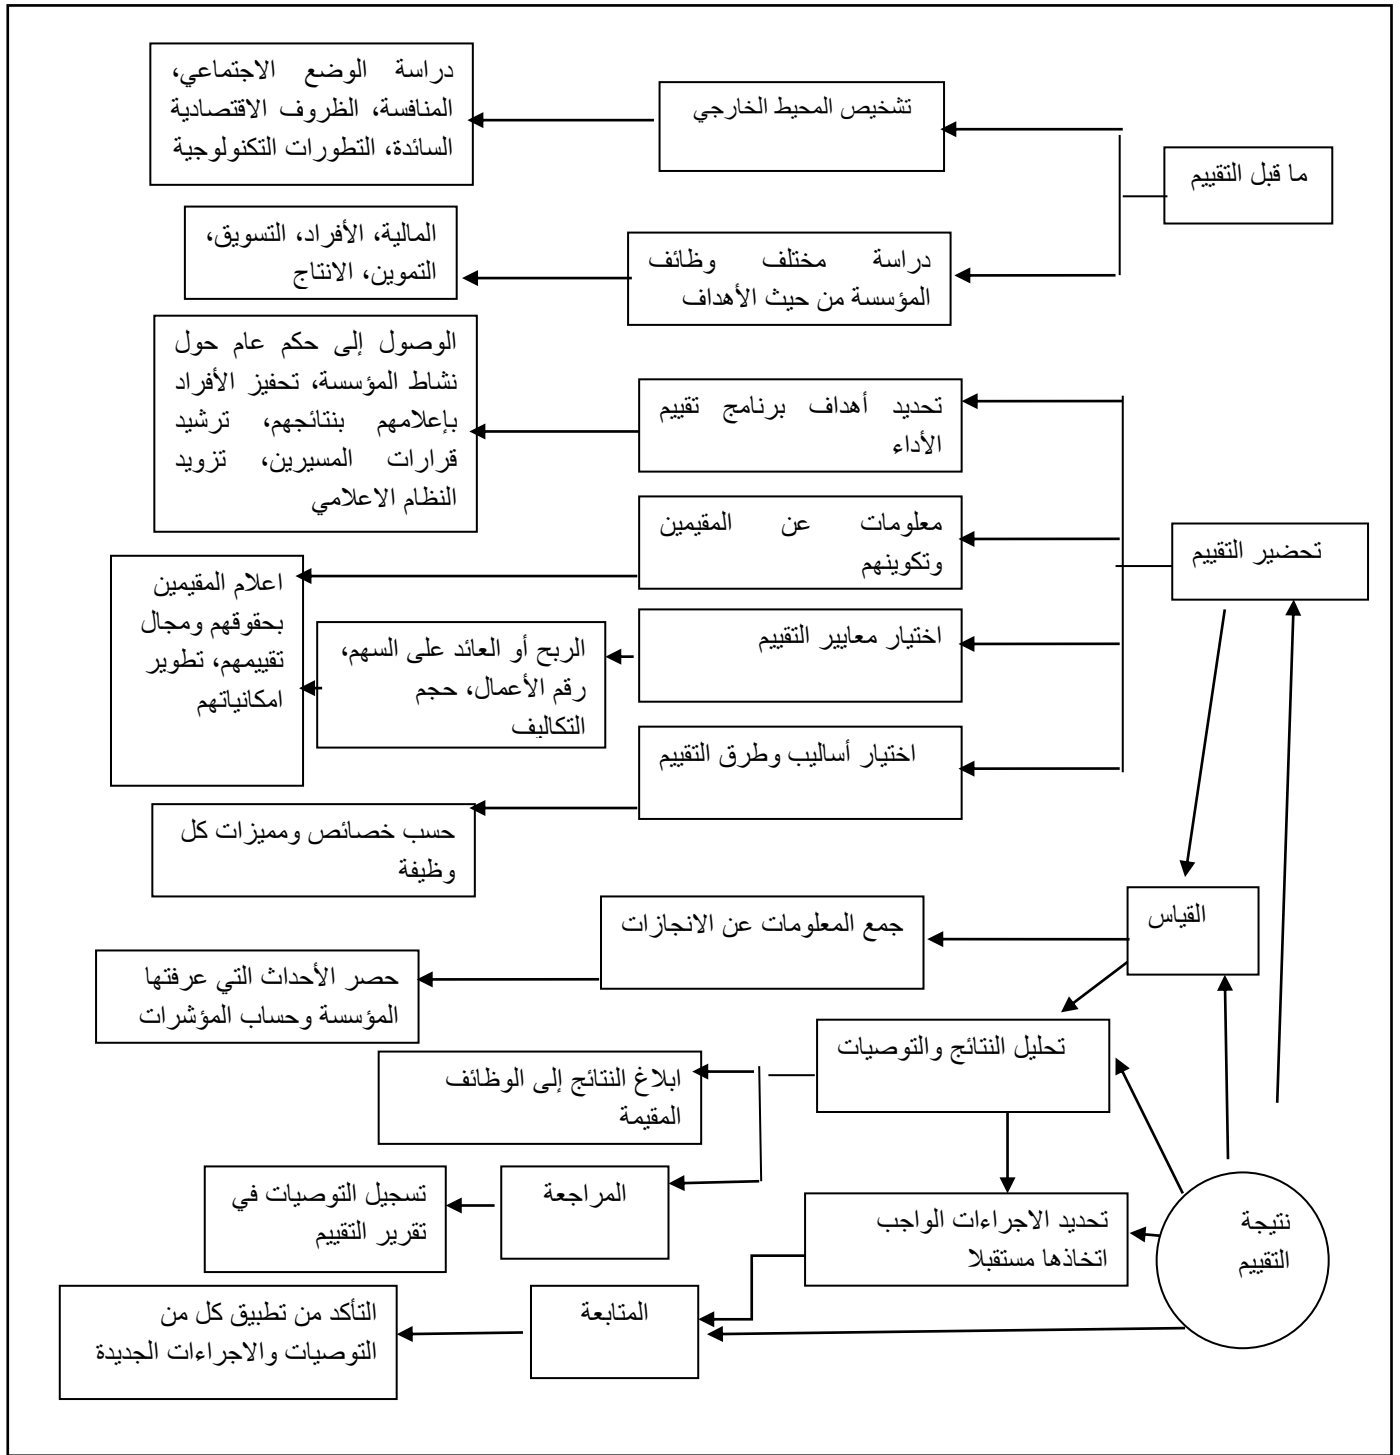 ما قبل التقييم
تشخيص المحيط الخارجي
دراسة الوضع الاجتماعي،
المنافسة، الظروف الاقتصادية
السائدة، التطورات التكنولوجية
دراسة مختلف وظائف
المؤسسة من حيث الأهداف
المالية، الأفراد، التسويق،
التموين، الانتاج
تحضير التقييم
تحديد أهداف برنامج تقييم
الأداء
الوصول إلى حكم عام حول
نشاط المؤسسة، تحفيز الأفراد
بإعلامهم بنتائجهم، ترشيد
قرارات المسيرين، تزويد
النظام الاعلامي
معلومات عن المقيمين
وتكوينهم
اعلام المقيمين
بحقوقهم ومجال
تقييمهم، تطوير
امكانياتهم
اختيار معايير التقييم
الربح أو العائد على السهم،
رقم الأعمال، حجم
التكاليف
اختيار أساليب وطرق التقييم
حسب خصائص ومميزات كل
وظيفة
القياس
جمع المعلومات عن الانجازات
حصر الأحداث التي عرفتها
المؤسسة وحساب المؤشرات
تحليل النتائج والتوصيات
ابلاغ النتائج إلى الوظائف
المقيمة
المراجعة
تسجيل التوصيات في
تقرير التقييم
نتيجة
التقييم
تحديد الاجراءات الواجب
اتخاذها مستقبلا
المتابعة
التأكد من تطبيق كل من
التوصيات والاجراءات الجديدة